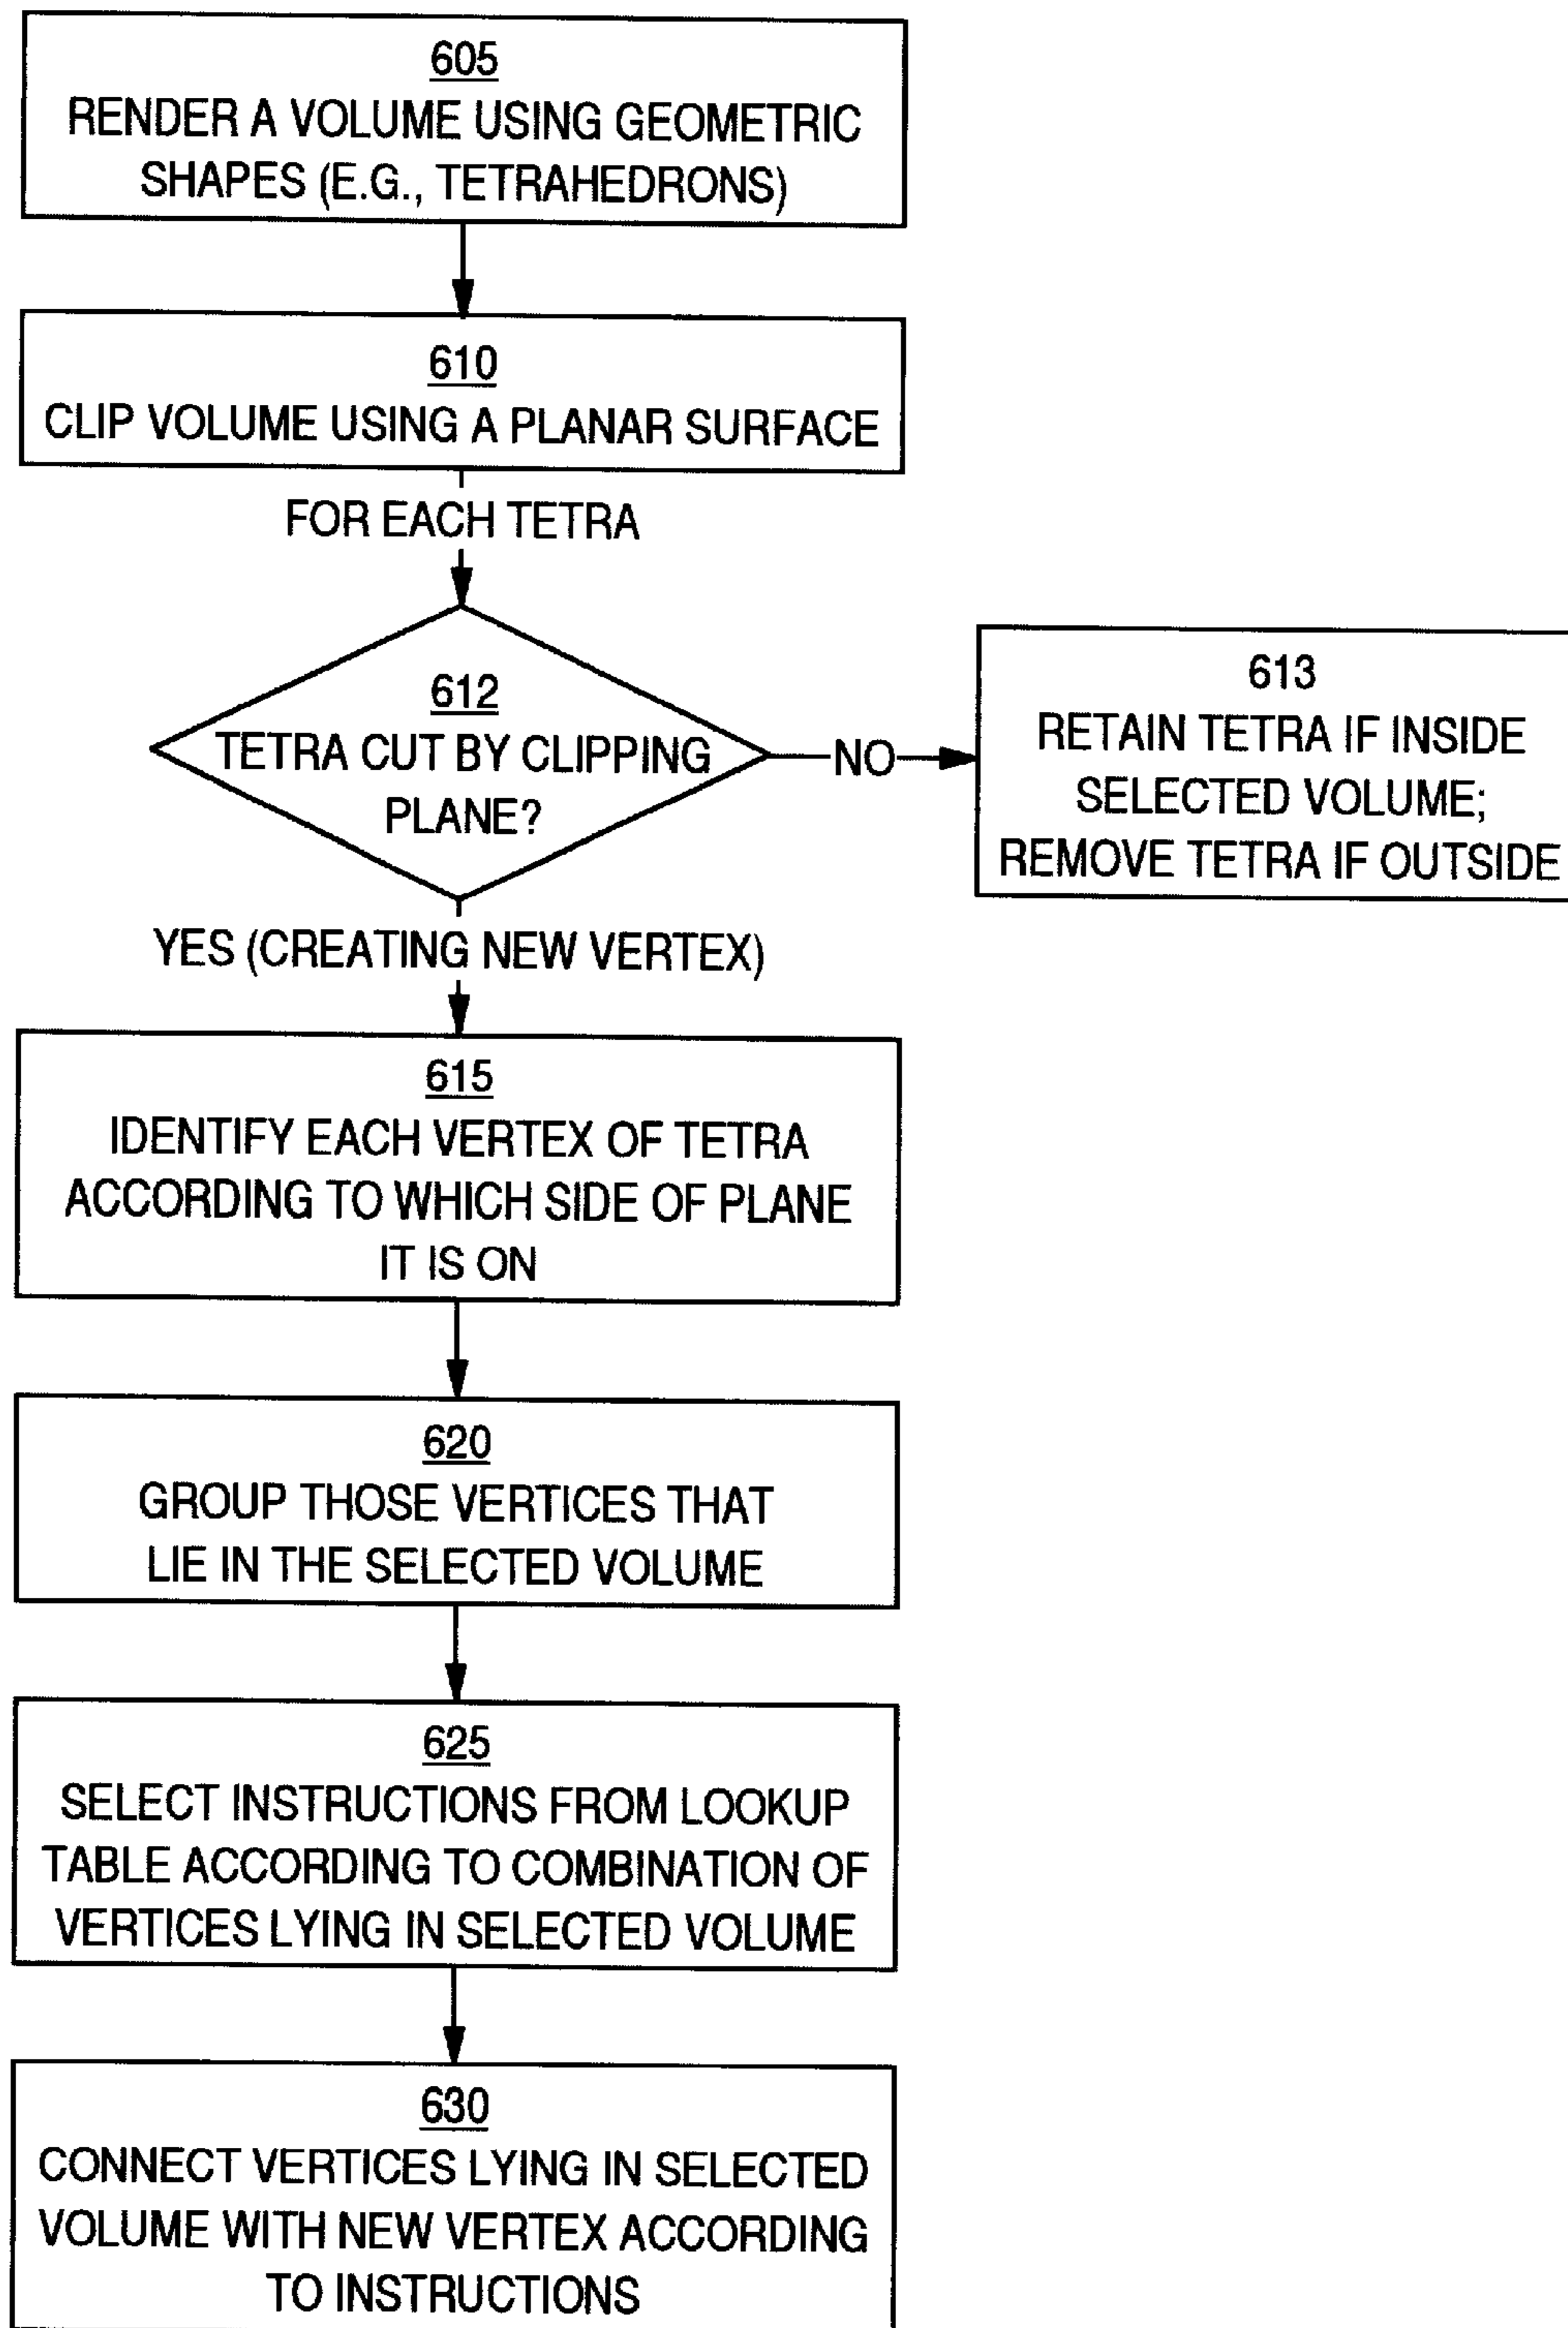 605
RENDER A VOLUME USING GEOMETRIC
SHAPES (E.G., TETRAHEDRONS)
610
CLIP VOLUME USING A PLANAR SURFACE
FOR EACH TETRA
612
TETRA CUT BY CLIPPING
PLANE?
NO
613
RETAIN TETRA IF INSIDE
SELECTED VOLUME;
REMOVE TETRA IF OUTSIDE
YES (CREATING NEW VERTEX)
615
IDENTIFY EACH VERTEX OF TETRA
ACCORDING TO WHICH SIDE OF PLANE
IT IS ON
620
GROUP THOSE VERTICES THAT
LIE IN THE SELECTED VOLUME
625
SELECT INSTRUCTIONS FROM LOOKUP
TABLE ACCORDING TO COMBINATION OF
VERTICES LYING IN SELECTED VOLUME
630
CONNECT VERTICES LYING IN SELECTED
VOLUME WITH NEW VERTEX ACCORDING
TO INSTRUCTIONS